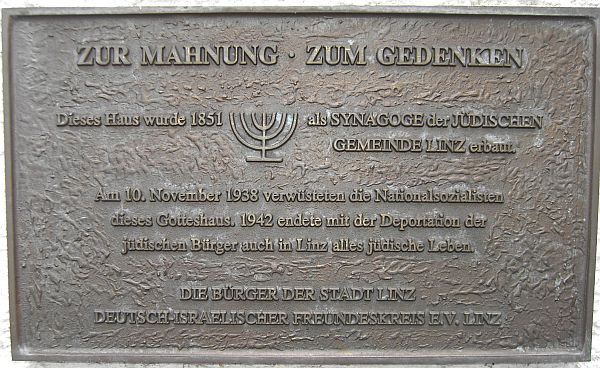 ZUR MAHNUNG · ZUM GEDENKEN
Dieses Haus wurde 1851 als SYNAGOGE der JÜDISCHEN
GEMEINDE LINZ erbaut.
Am 10. November 1938 verwüsteten die Nationalsozialisten
dieses Gotteshaus. 1942 endete mit der Deportation der
jüdischen Bürger auch in Linz alles jüdische Leben.
DIE BÜRGER DER STADT LINZ
DEUTSCH-ISRAELISCHER FREUNDESKREIS E.V. LINZ